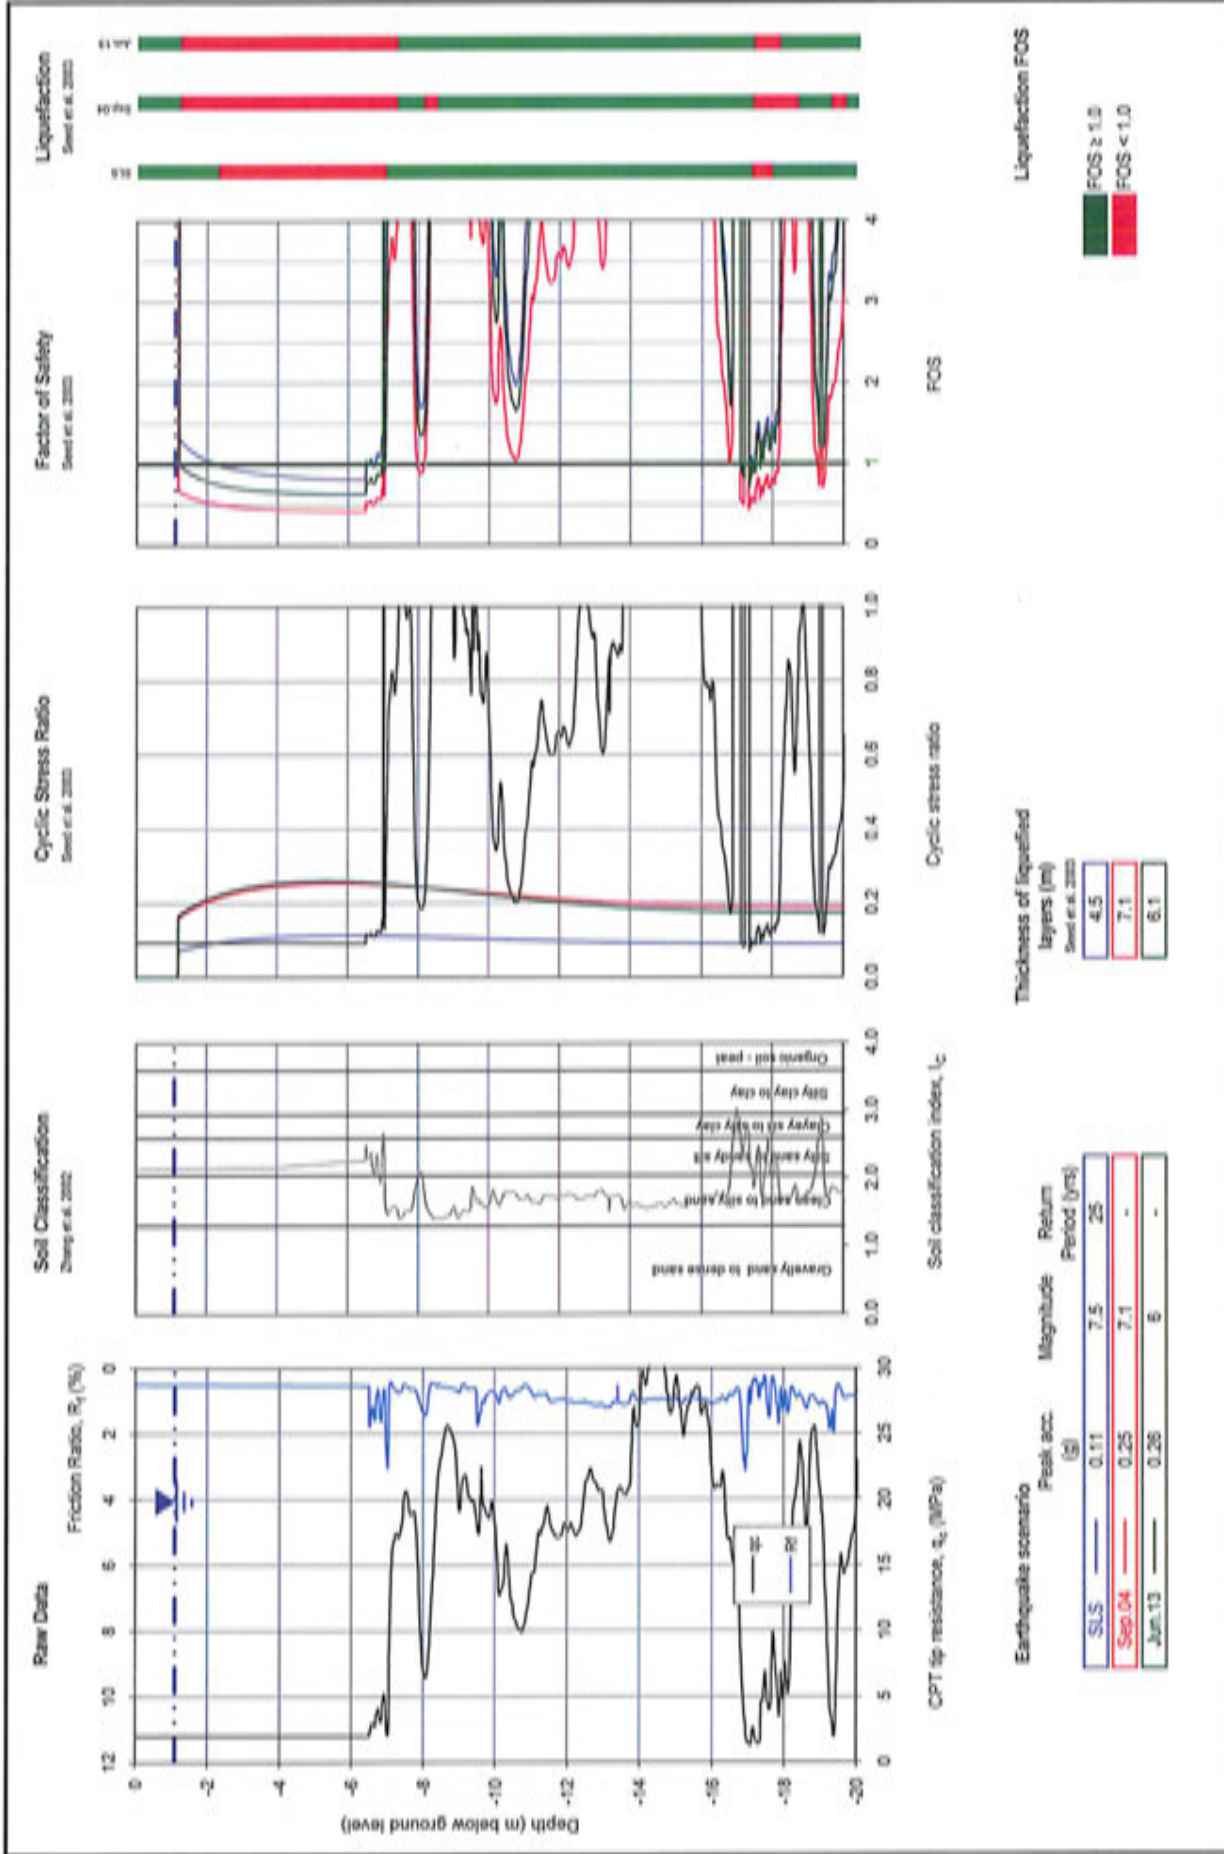 Raw Data
Friction Ratio, Rf (%)
12
10
8
6
4
2
0
Depth (m below ground level)
0
-2
-4
-6
-8
-10
-12
-14
-16
-18
-20
Rf
0
5
10
15
20
25
30
CPT tip resistance, qc (MPa)
Soil Classification
Zhang et al. 2002
Gravelly sand to dense sand
Clean sand to silty sand
Silty sand to sandy silt
Clayey silt to silty clay
Silty clay to clay
Organic soil - peat
0.0
1.0
2.0
3.0
4.0
Soil classification index, IC
Cyclic Stress Ratio
Seed et al. 2003
0.0
0.2
0.4
0.6
0.8
1.0
Cyclic stress ratio
Factor of Safety
Seed et al. 2003
0
1
2
3
4
FOS
Liquefaction
Seed et al. 2003
SLS
Sep.04
Jun.13
Earthquake scenario
Peak acc. (g)
Magnitude
Return Period (yrs)
SLS 0.11 7.5 25
Sep.04 0.25 7.1 -
Jun.13 0.26 6 -
Thickness of liquefied
layers (m)
Seed et al. 2003
4.5
7.1
6.1
Liquefaction FOS
FOS ≥ 1.0
FOS < 1.0